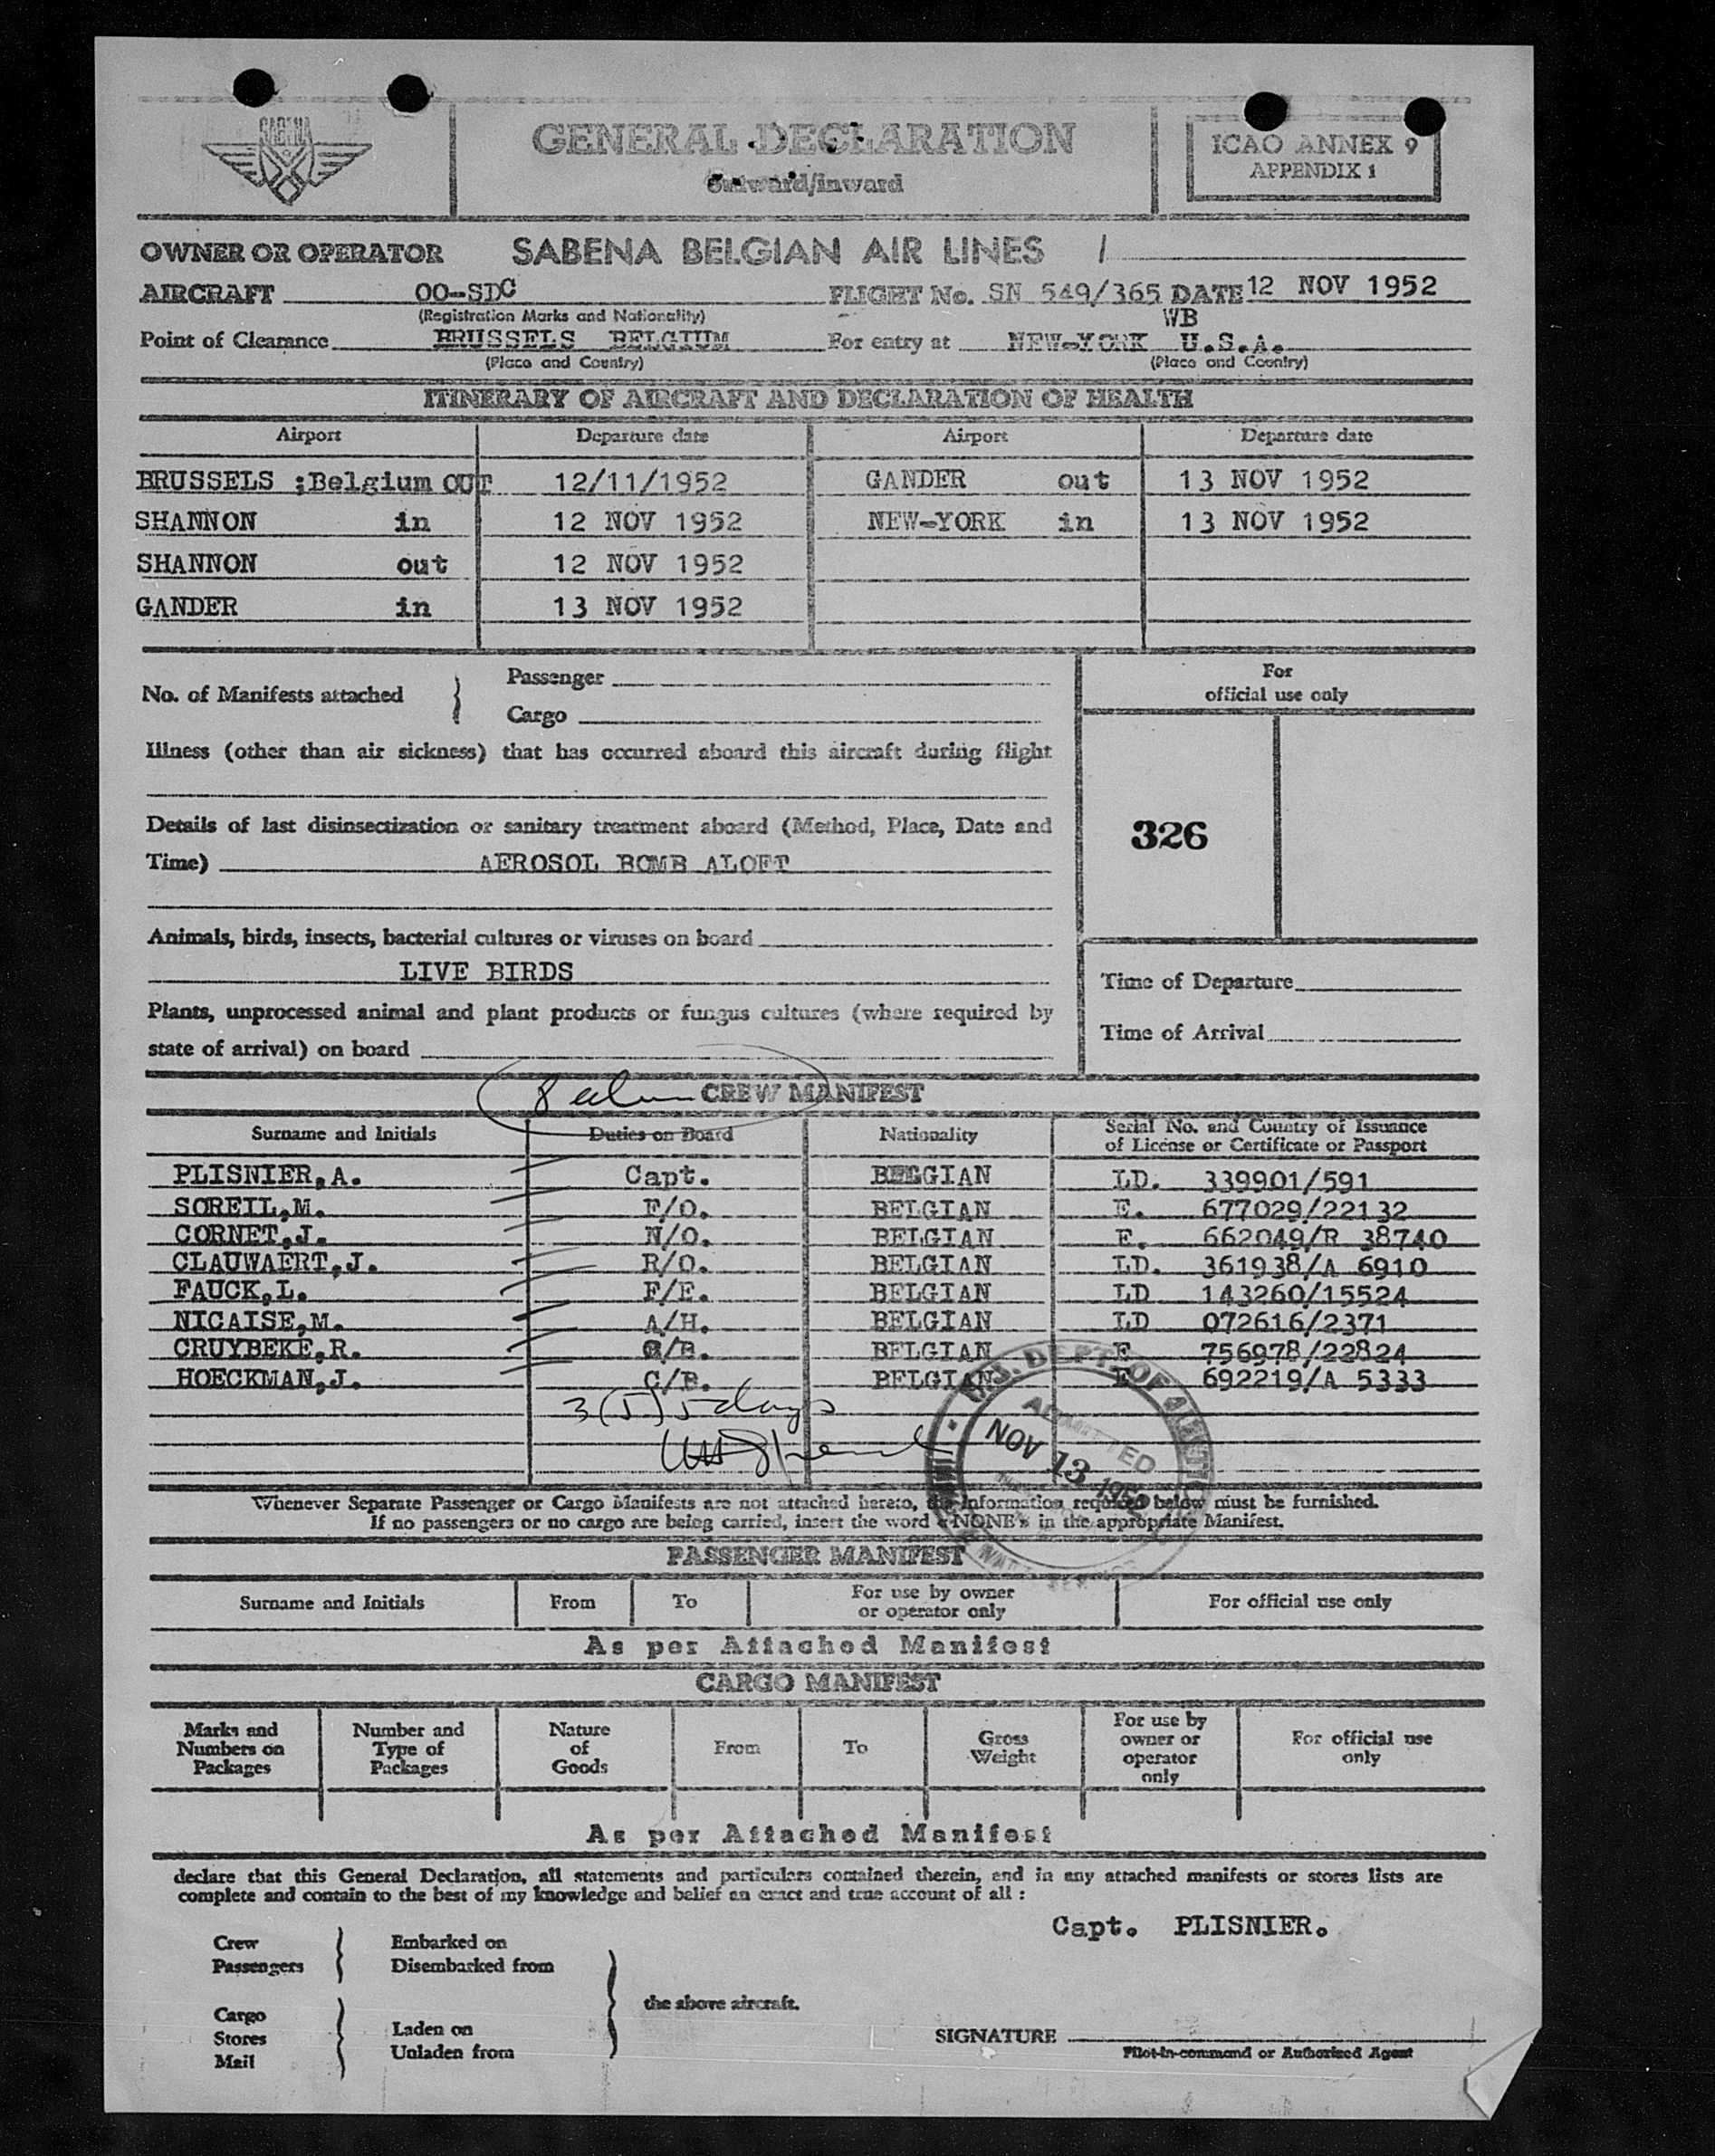 SABENA
GENERAL DECLARATION
Outward/inward
ICAO ANNEX 9
APPENDIX 1
OWNER OR OPERATOR SABENA BELGIAN AIR LINES /
AIRCRAFT OO-SDC FLIGHT No. SN 549/365 DATE 12 NOV 1952
(Registration Marks and Nationality) WB
Point of Clearance BRUSSELS BELGIUM For entry at NEW-YORK U.S.A.
(Place and Country) (Place and Country)
ITINERARY OF AIRCRAFT AND DECLARATION OF HEALTH
Airport Departure date Airport Departure date
BRUSSELS ;Belgium OUT 12/11/1952 GANDER out 13 NOV 1952
SHANNON in 12 NOV 1952 NEW-YORK in 13 NOV 1952
SHANNON out 12 NOV 1952
GANDER in 13 NOV 1952
No. of Manifests attached } Passenger
Cargo
For
official use only
Illness (other than air sickness) that has occurred aboard this aircraft during flight
Details of last disinsectization or sanitary treatment aboard (Method, Place, Date and
Time) AEROSOL BOMB ALOFT
326
Animals, birds, insects, bacterial cultures or viruses on board
LIVE BIRDS
Time of Departure
Plants, unprocessed animal and plant products or fungus cultures (where required by
state of arrival) on board
Time of Arrival
CREW MANIFEST
Surname and Initials Duties on Board Nationality Serial No. and Country of Issuance
of License or Certificate or Passport
PLISNIER,A. Capt. BELGIAN LD. 339901/591
SOREIL,M. F/O. BELGIAN E. 677029/22132
CORNET,J. N/O. BELGIAN E. 662049/R 38740
CLAUWAERT,J. R/O. BELGIAN LD. 361938/A 6910
FAUCK,L. F/E. BELGIAN LD 143260/15524
NICAISE,M. A/H. BELGIAN LD 072616/2371
CRUYBEKE,R. C/B. BELGIAN E 756978/22824
HOECKMAN,J. C/B. BELGIAN E 692219/A 5333
3(5) 5 days
U.S. DEPT. OF
ADMITTED
NOV 13 1952
Whenever Separate Passenger or Cargo Manifests are not attached hereto, the information required below must be furnished.
If no passengers or no cargo are being carried, insert the word «NONE» in the appropriate Manifest.
PASSENGER MANIFEST
Surname and Initials From To For use by owner
or operator only For official use only
As per Attached Manifest
CARGO MANIFEST
Marks and
Numbers on
Packages
Number and
Type of
Packages
Nature
of
Goods
From To
Gross
Weight
For use by
owner or
operator
only
For official use
only
As per Attached Manifest
declare that this General Declaration, all statements and particulars contained therein, and in any attached manifests or stores lists are
complete and contain to the best of my knowledge and belief an exact and true account of all :
Capt. PLISNIER.
Crew } Embarked on
Passengers Disembarked from
the above aircraft.
Cargo
Stores } Laden on
Mail Unladen from
SIGNATURE
Pilot-in-command or Authorized Agent